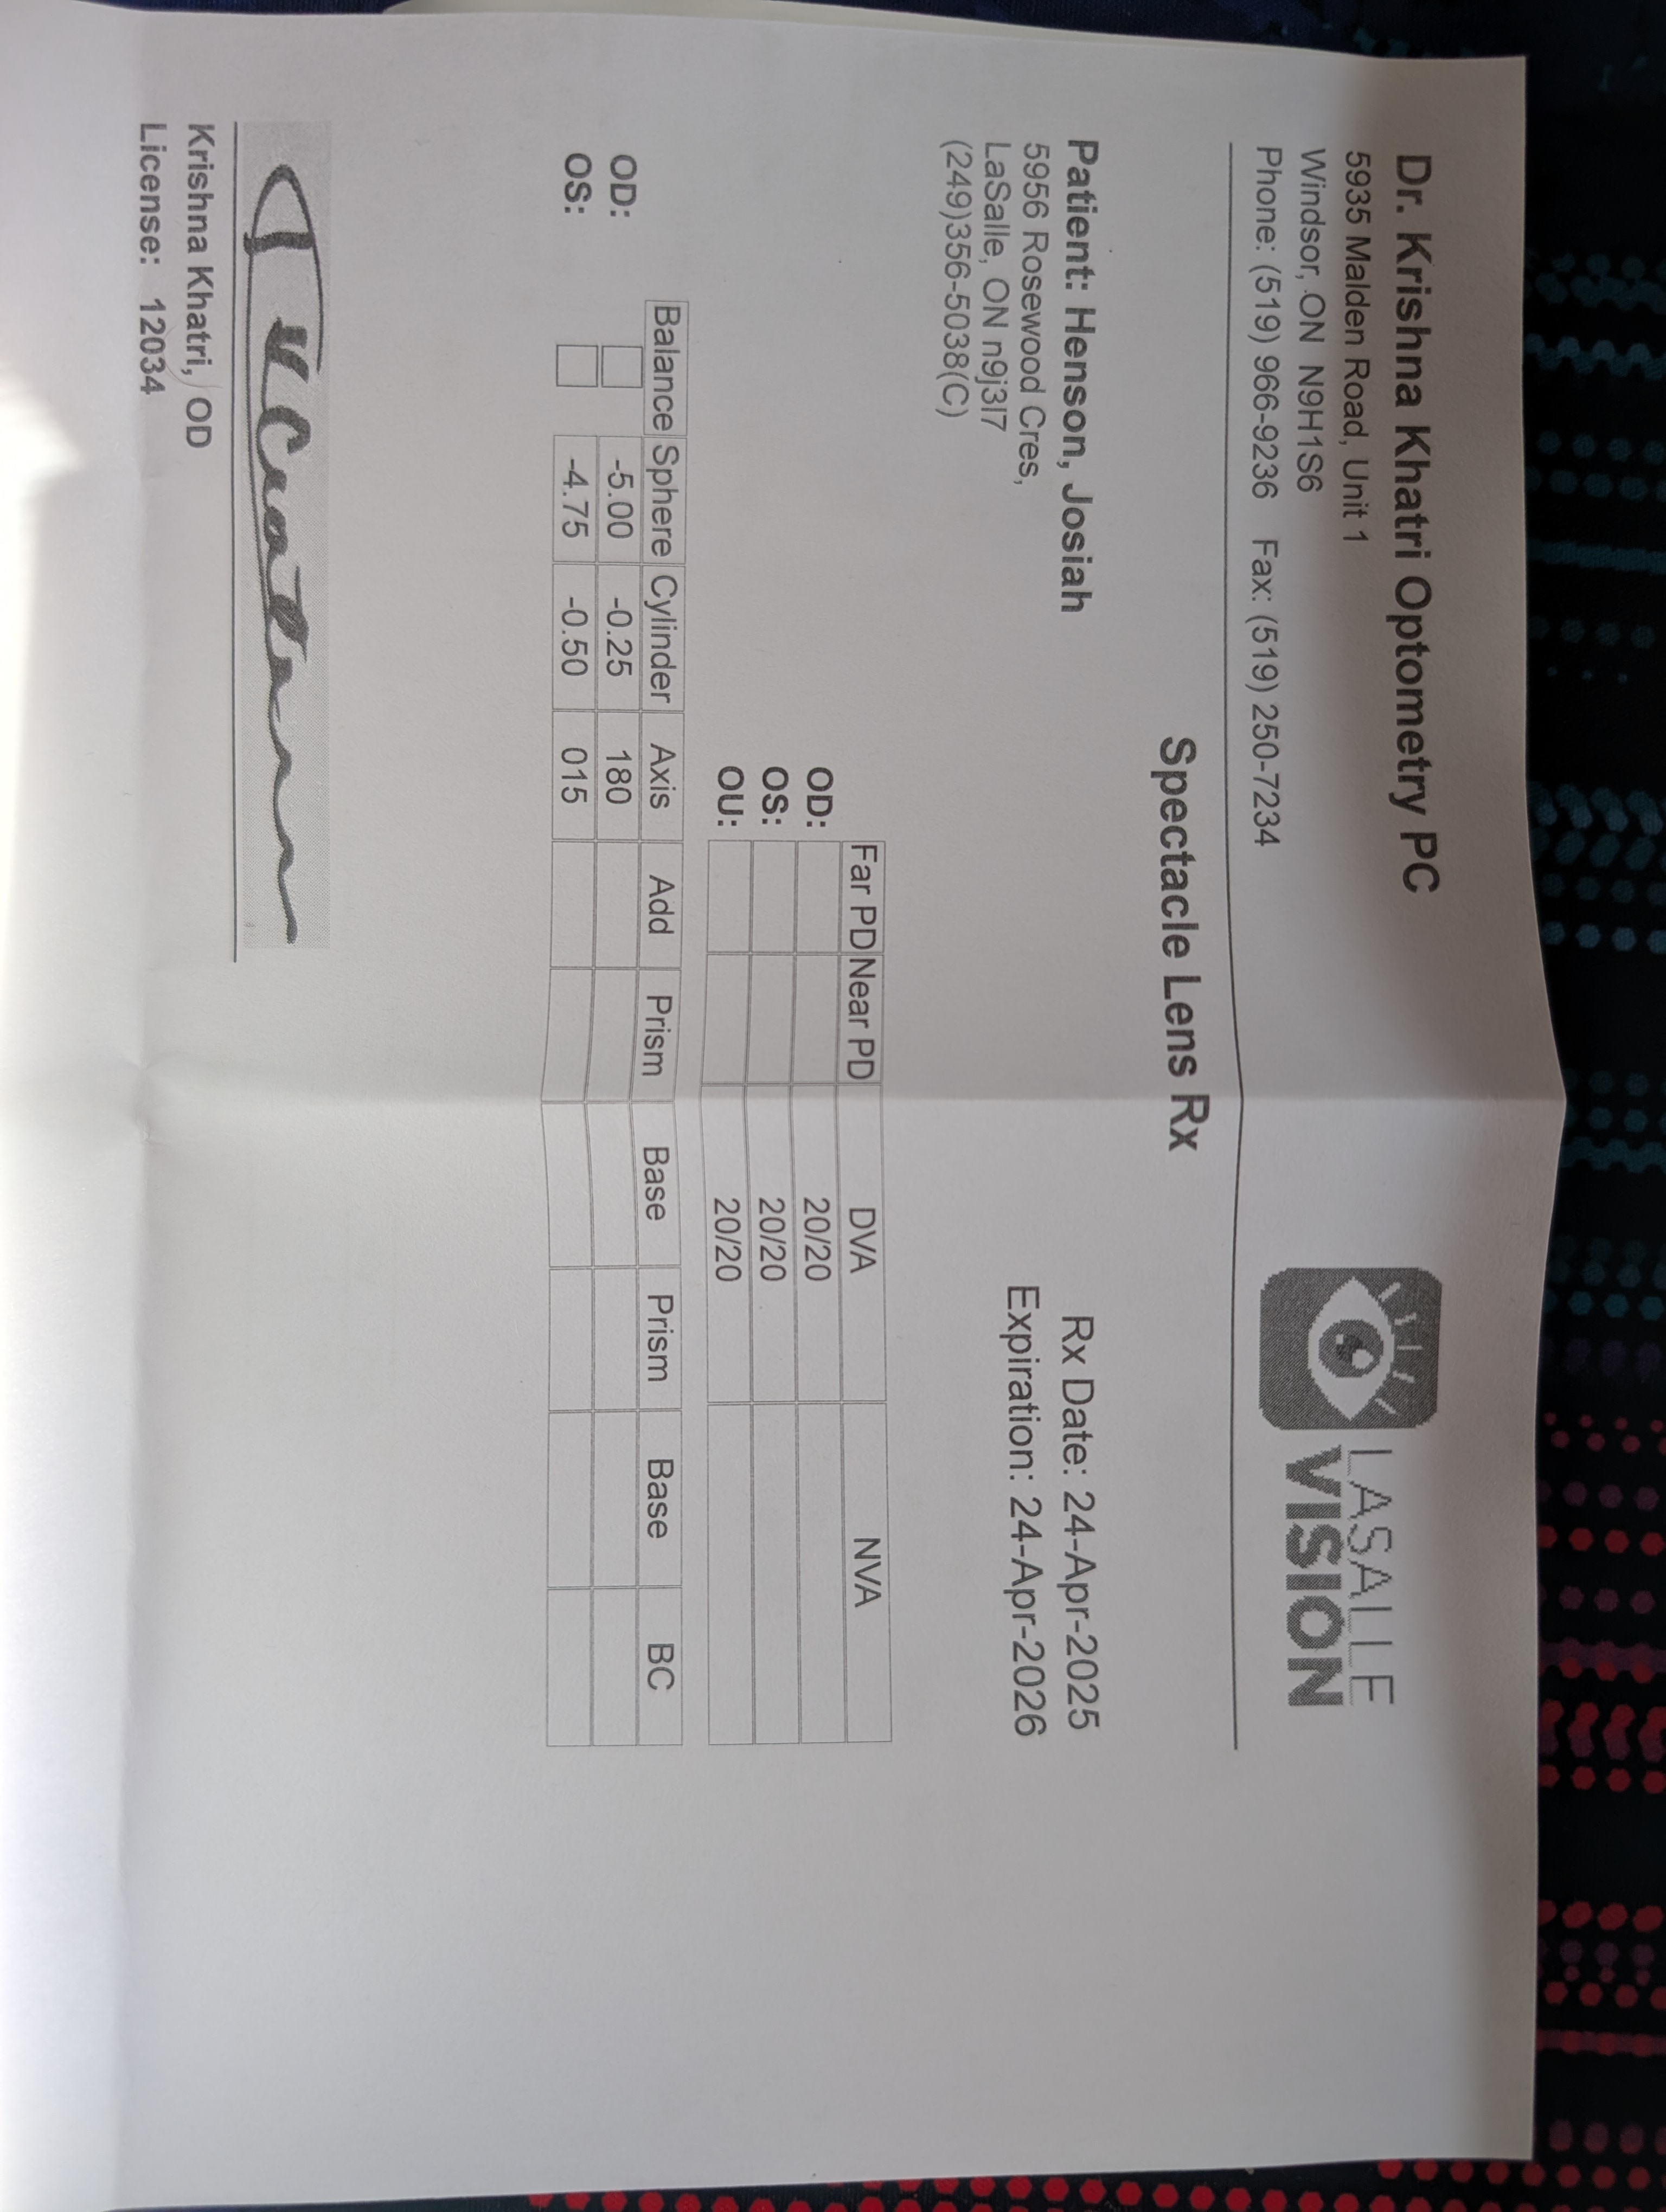 Dr. Krishna Khatri Optometry PC
5935 Malden Road, Unit 1
Windsor, ON N9H1S6
Phone: (519) 966-9236 Fax: (519) 250-7234
LASALLE
VISION
Spectacle Lens Rx
Patient: Henson, Josiah
5956 Rosewood Cres,
LaSalle, ON n9j3l7
(249)356-5038(C)
Rx Date: 24-Apr-2025
Expiration: 24-Apr-2026
Far PD Near PD DVA NVA
OD: 20/20
OS: 20/20
OU: 20/20
Balance Sphere Cylinder Axis Add Prism Base Prism Base BC
OD: -5.00 -0.25 180
OS: -4.75 -0.50 015
Krishna Khatri, OD
License: 12034